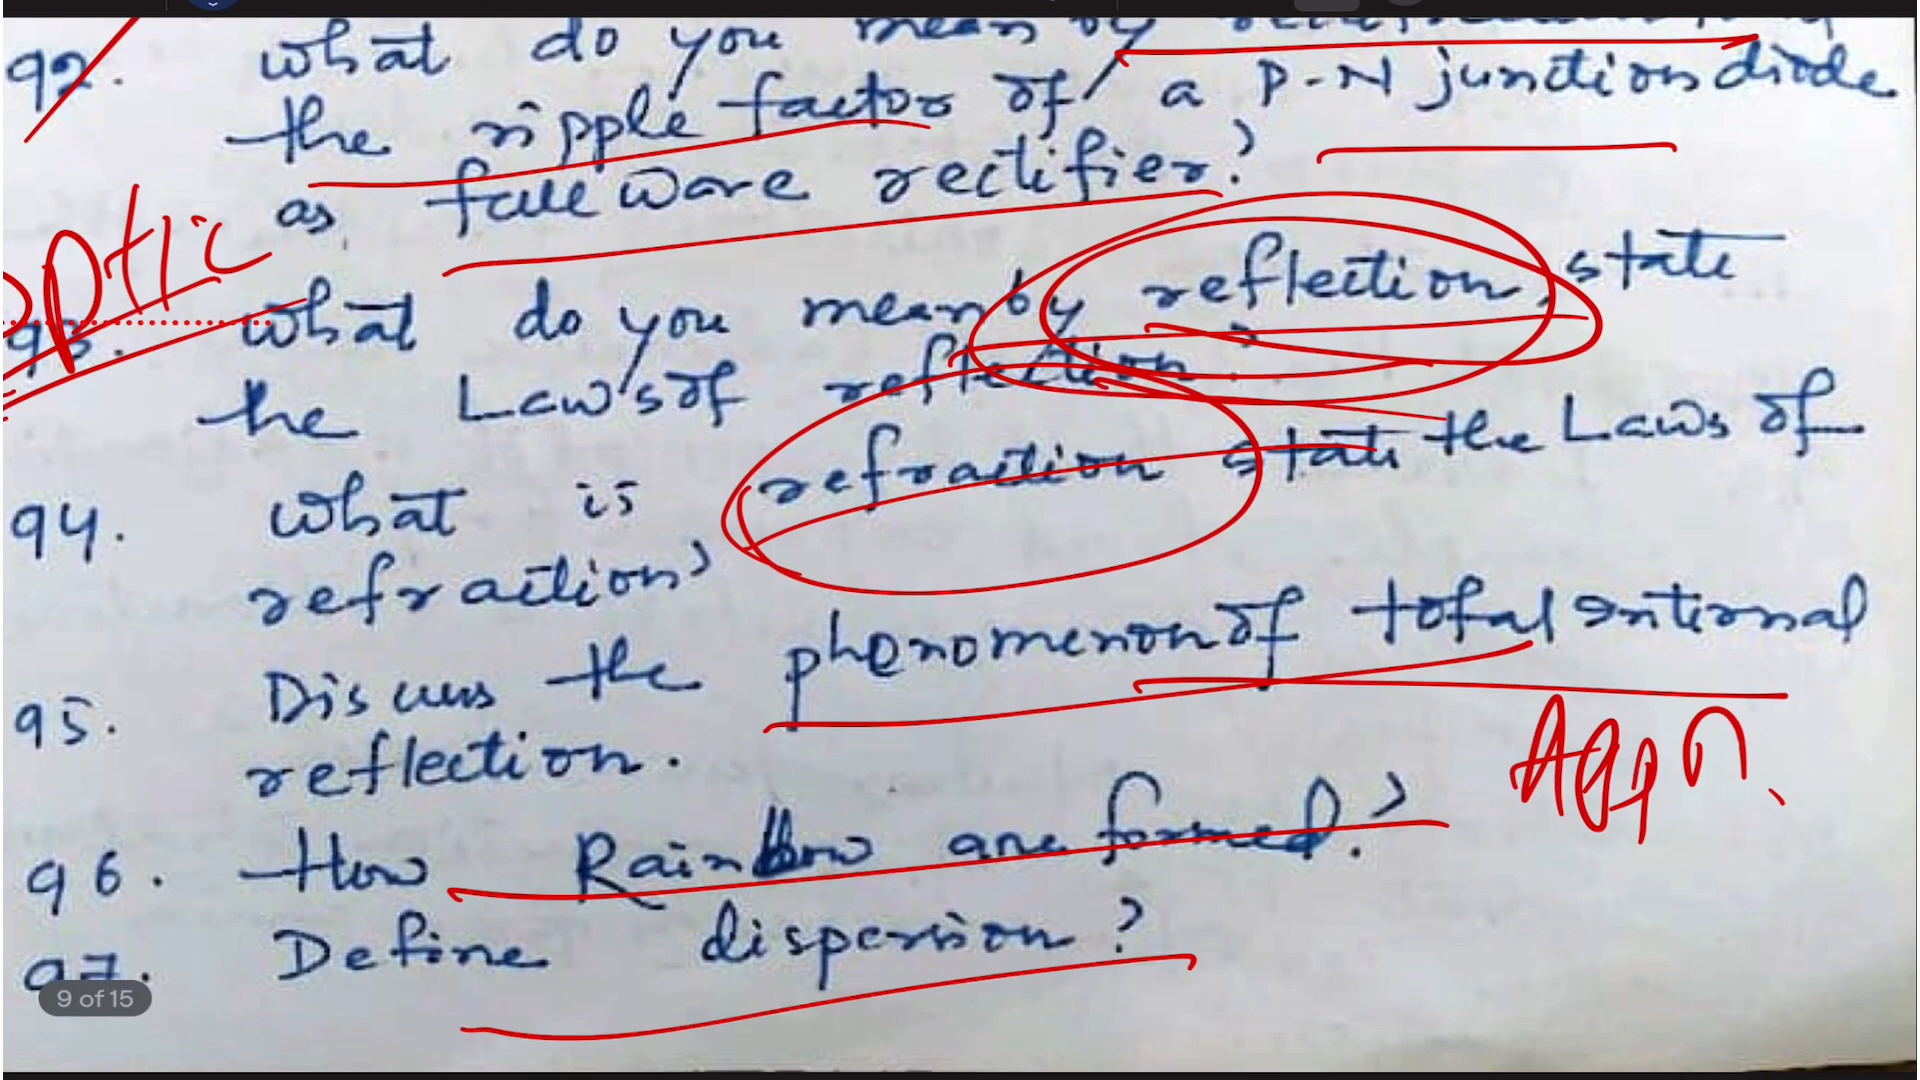 92. what do you mean by
the ripple factor of a P-N junction diode
as full wave rectifier?
optic
93. what do you mean by reflection, state
the Laws of reflection?
94. what is refraction state the Laws of
refraction?
95. Discuss the phenomenon of total internal
reflection.
96. How Rainbow are formed?
97. Define dispersion?
9 of 15